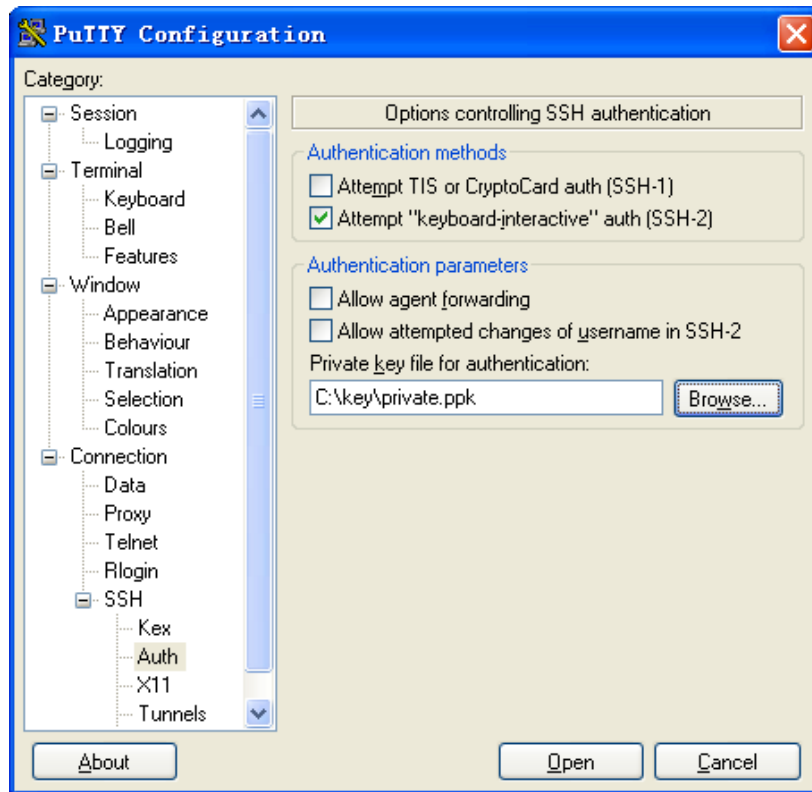 PuTTY Configuration
Category:
Session
Logging
Terminal
Keyboard
Bell
Features
Window
Appearance
Behaviour
Translation
Selection
Colours
Connection
Data
Proxy
Telnet
Rlogin
SSH
Kex
Auth
X11
Tunnels
Options controlling SSH authentication
Authentication methods
Attempt TIS or CryptoCard auth (SSH-1)
Attempt "keyboard-interactive" auth (SSH-2)
Authentication parameters
Allow agent forwarding
Allow attempted changes of username in SSH-2
Private key file for authentication:
C:\key\private.ppk
Browse...
About
Open
Cancel